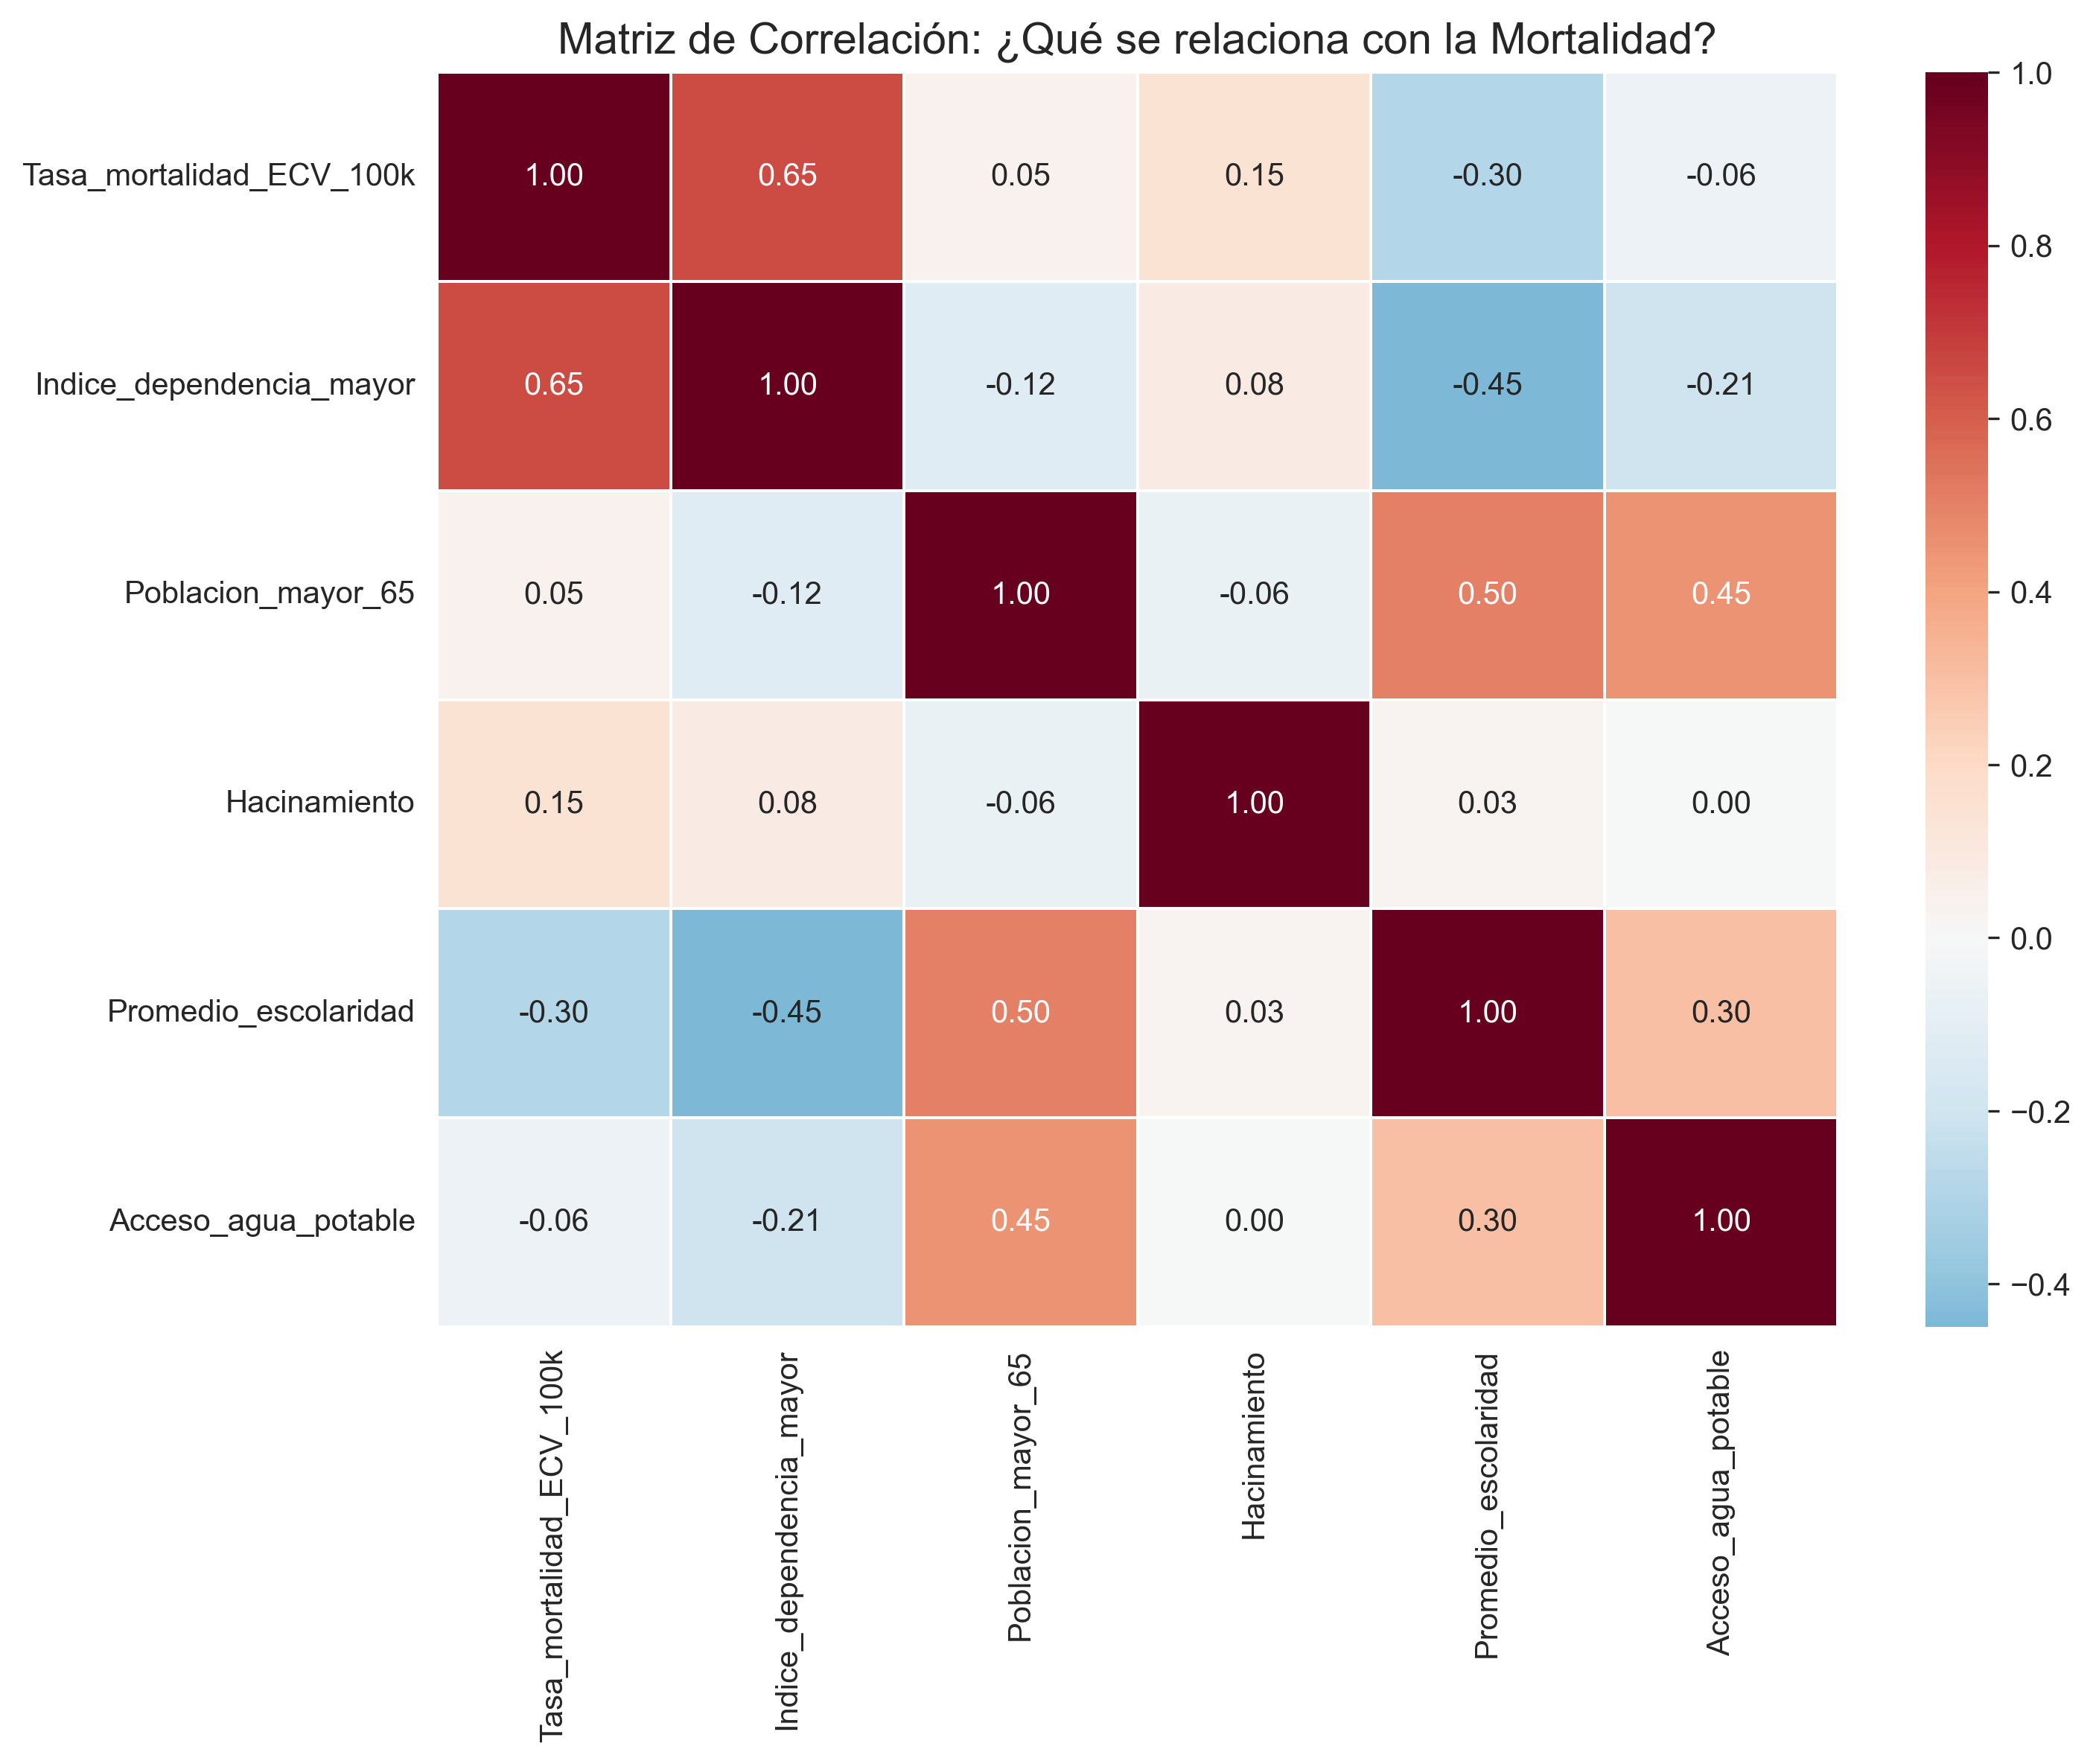 Matriz de Correlación: ¿Qué se relaciona con la Mortalidad?
Tasa_mortalidad_ECV_100k 1.00 0.65 0.05 0.15 -0.30 -0.06
Indice_dependencia_mayor 0.65 1.00 -0.12 0.08 -0.45 -0.21
Poblacion_mayor_65 0.05 -0.12 1.00 -0.06 0.50 0.45
Hacinamiento 0.15 0.08 -0.06 1.00 0.03 0.00
Promedio_escolaridad -0.30 -0.45 0.50 0.03 1.00 0.30
Acceso_agua_potable -0.06 -0.21 0.45 0.00 0.30 1.00
Tasa_mortalidad_ECV_100k
Indice_dependencia_mayor
Poblacion_mayor_65
Hacinamiento
Promedio_escolaridad
Acceso_agua_potable
1.0
0.8
0.6
0.4
0.2
0.0
−0.2
−0.4